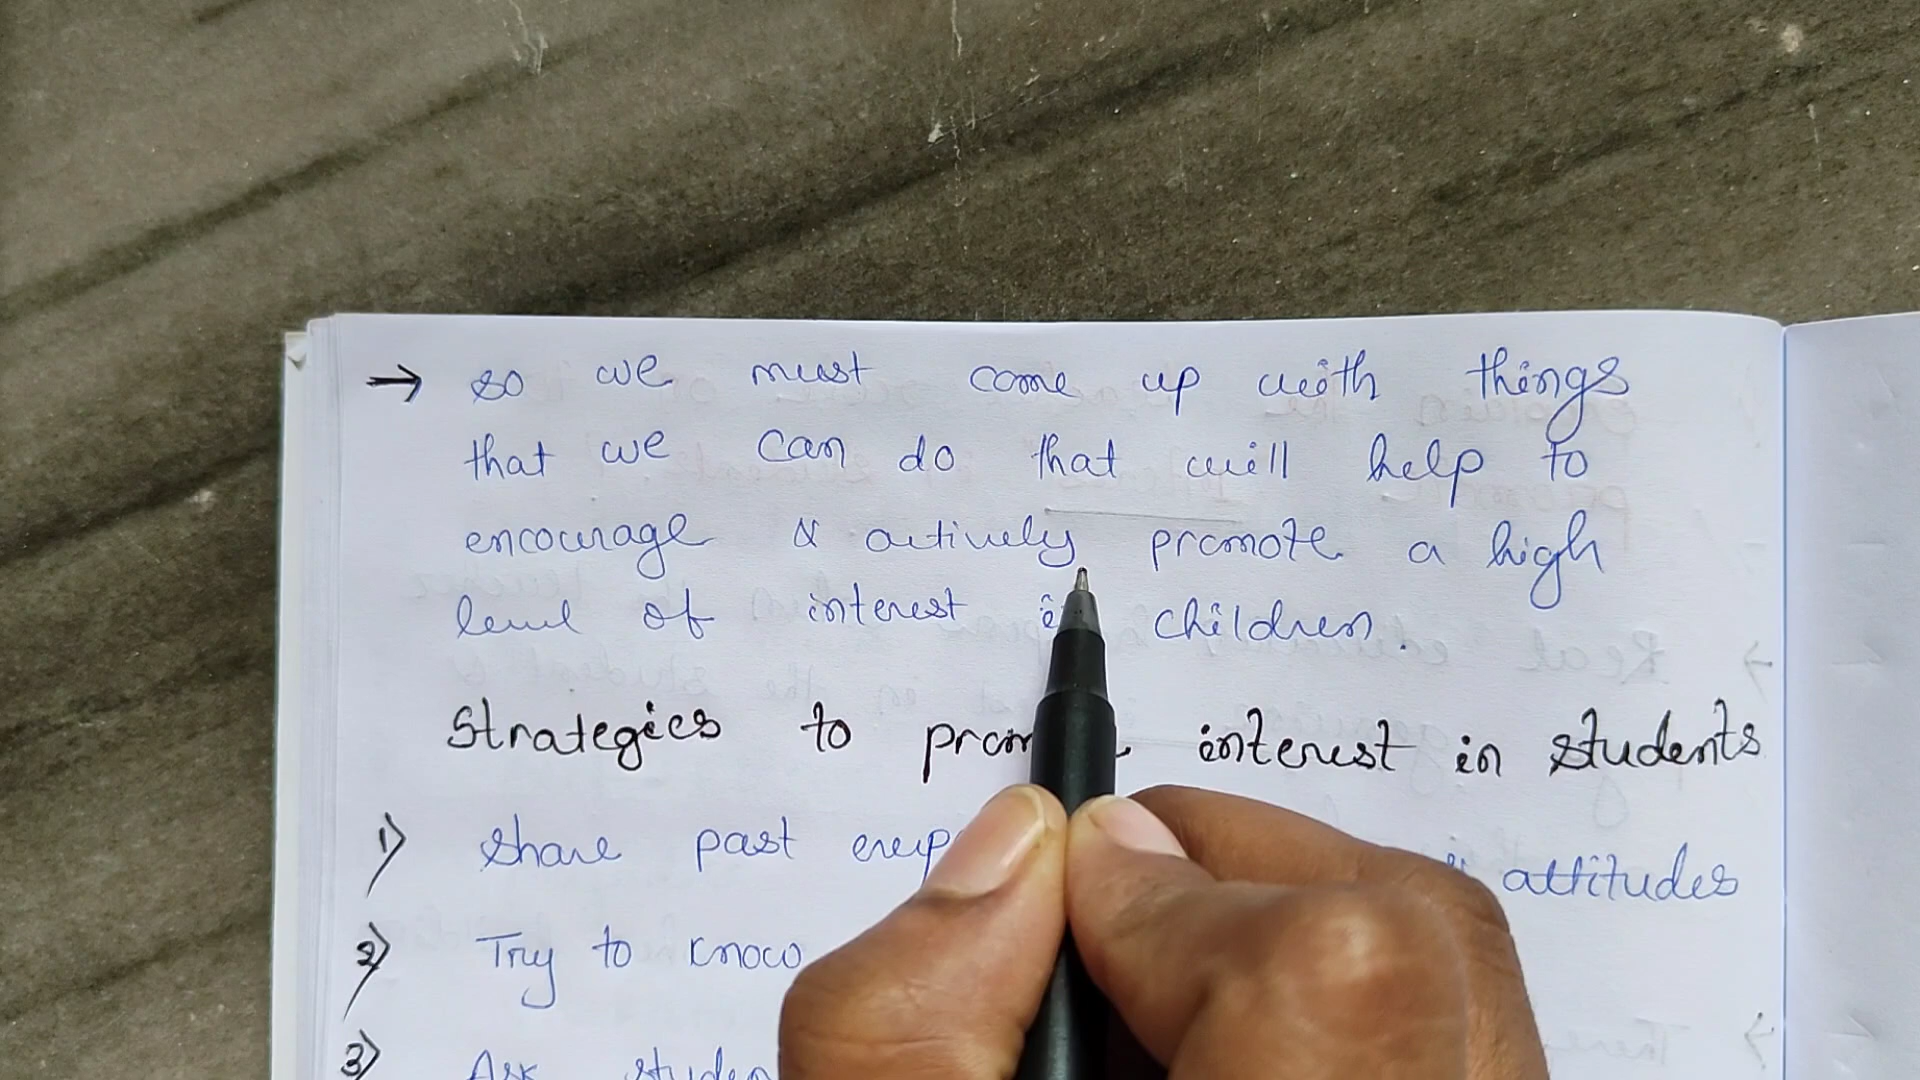 → so we must come up with things
that we can do that will help to
encourage & actively promote a high
level of interest children.
Strategies to interest in students
1) Share past attitudes
2) Try to know
3) Ask